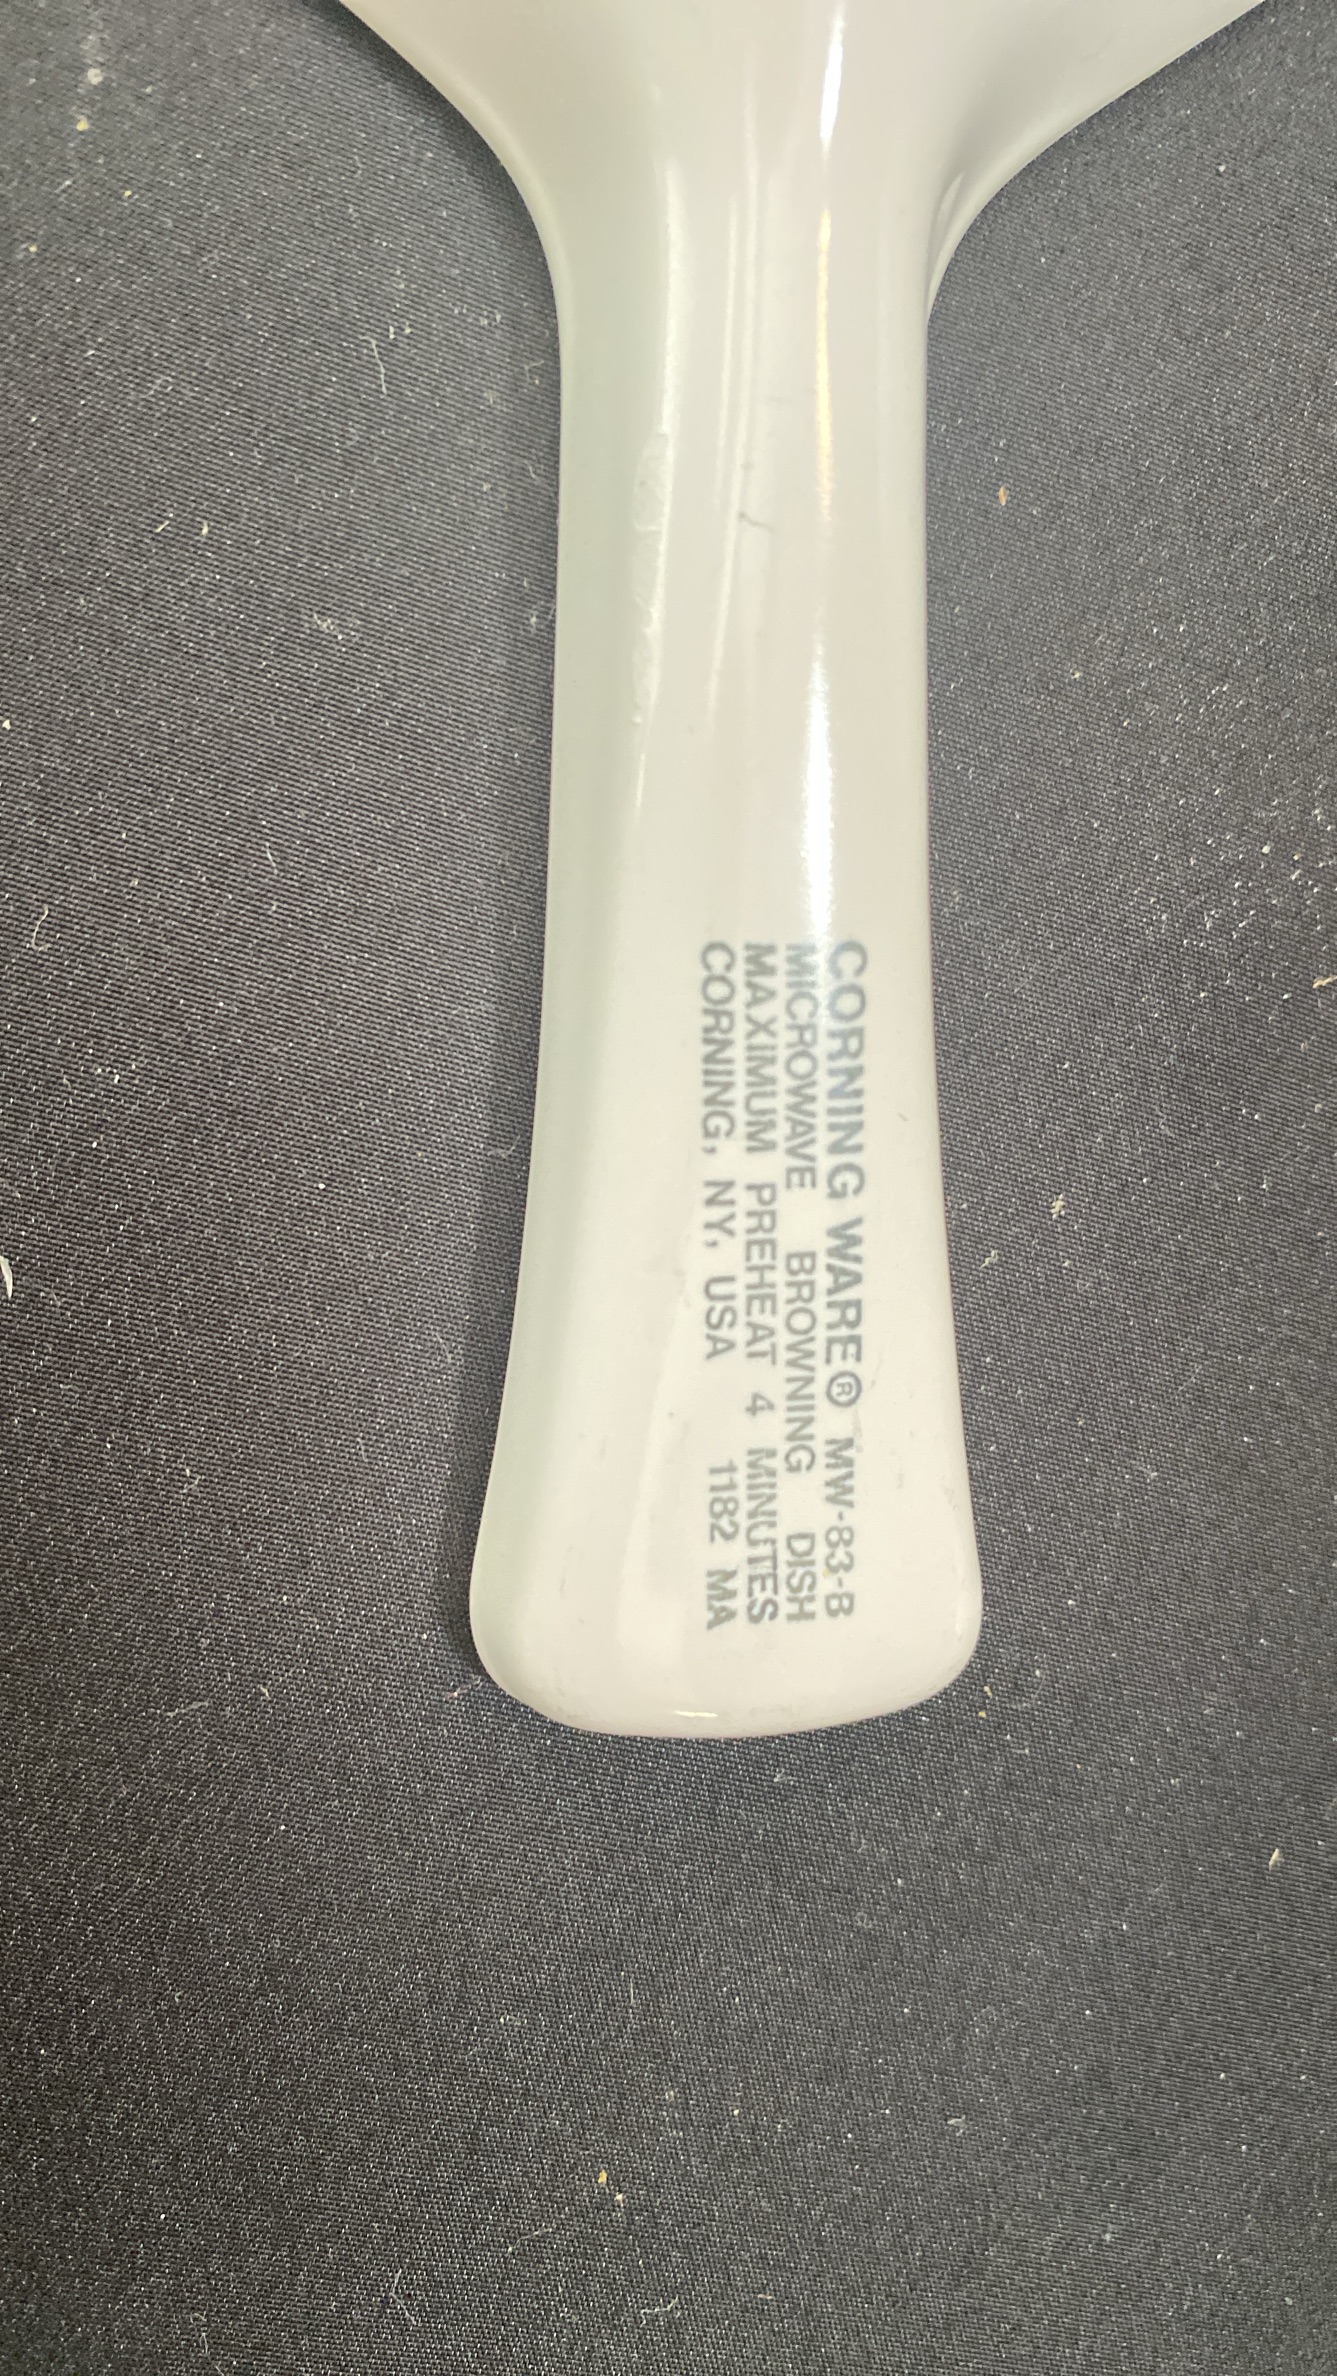 CORNING WARE® MW-83-B
MICROWAVE BROWNING DISH
MAXIMUM PREHEAT 4 MINUTES
CORNING, NY, USA 1182 MA